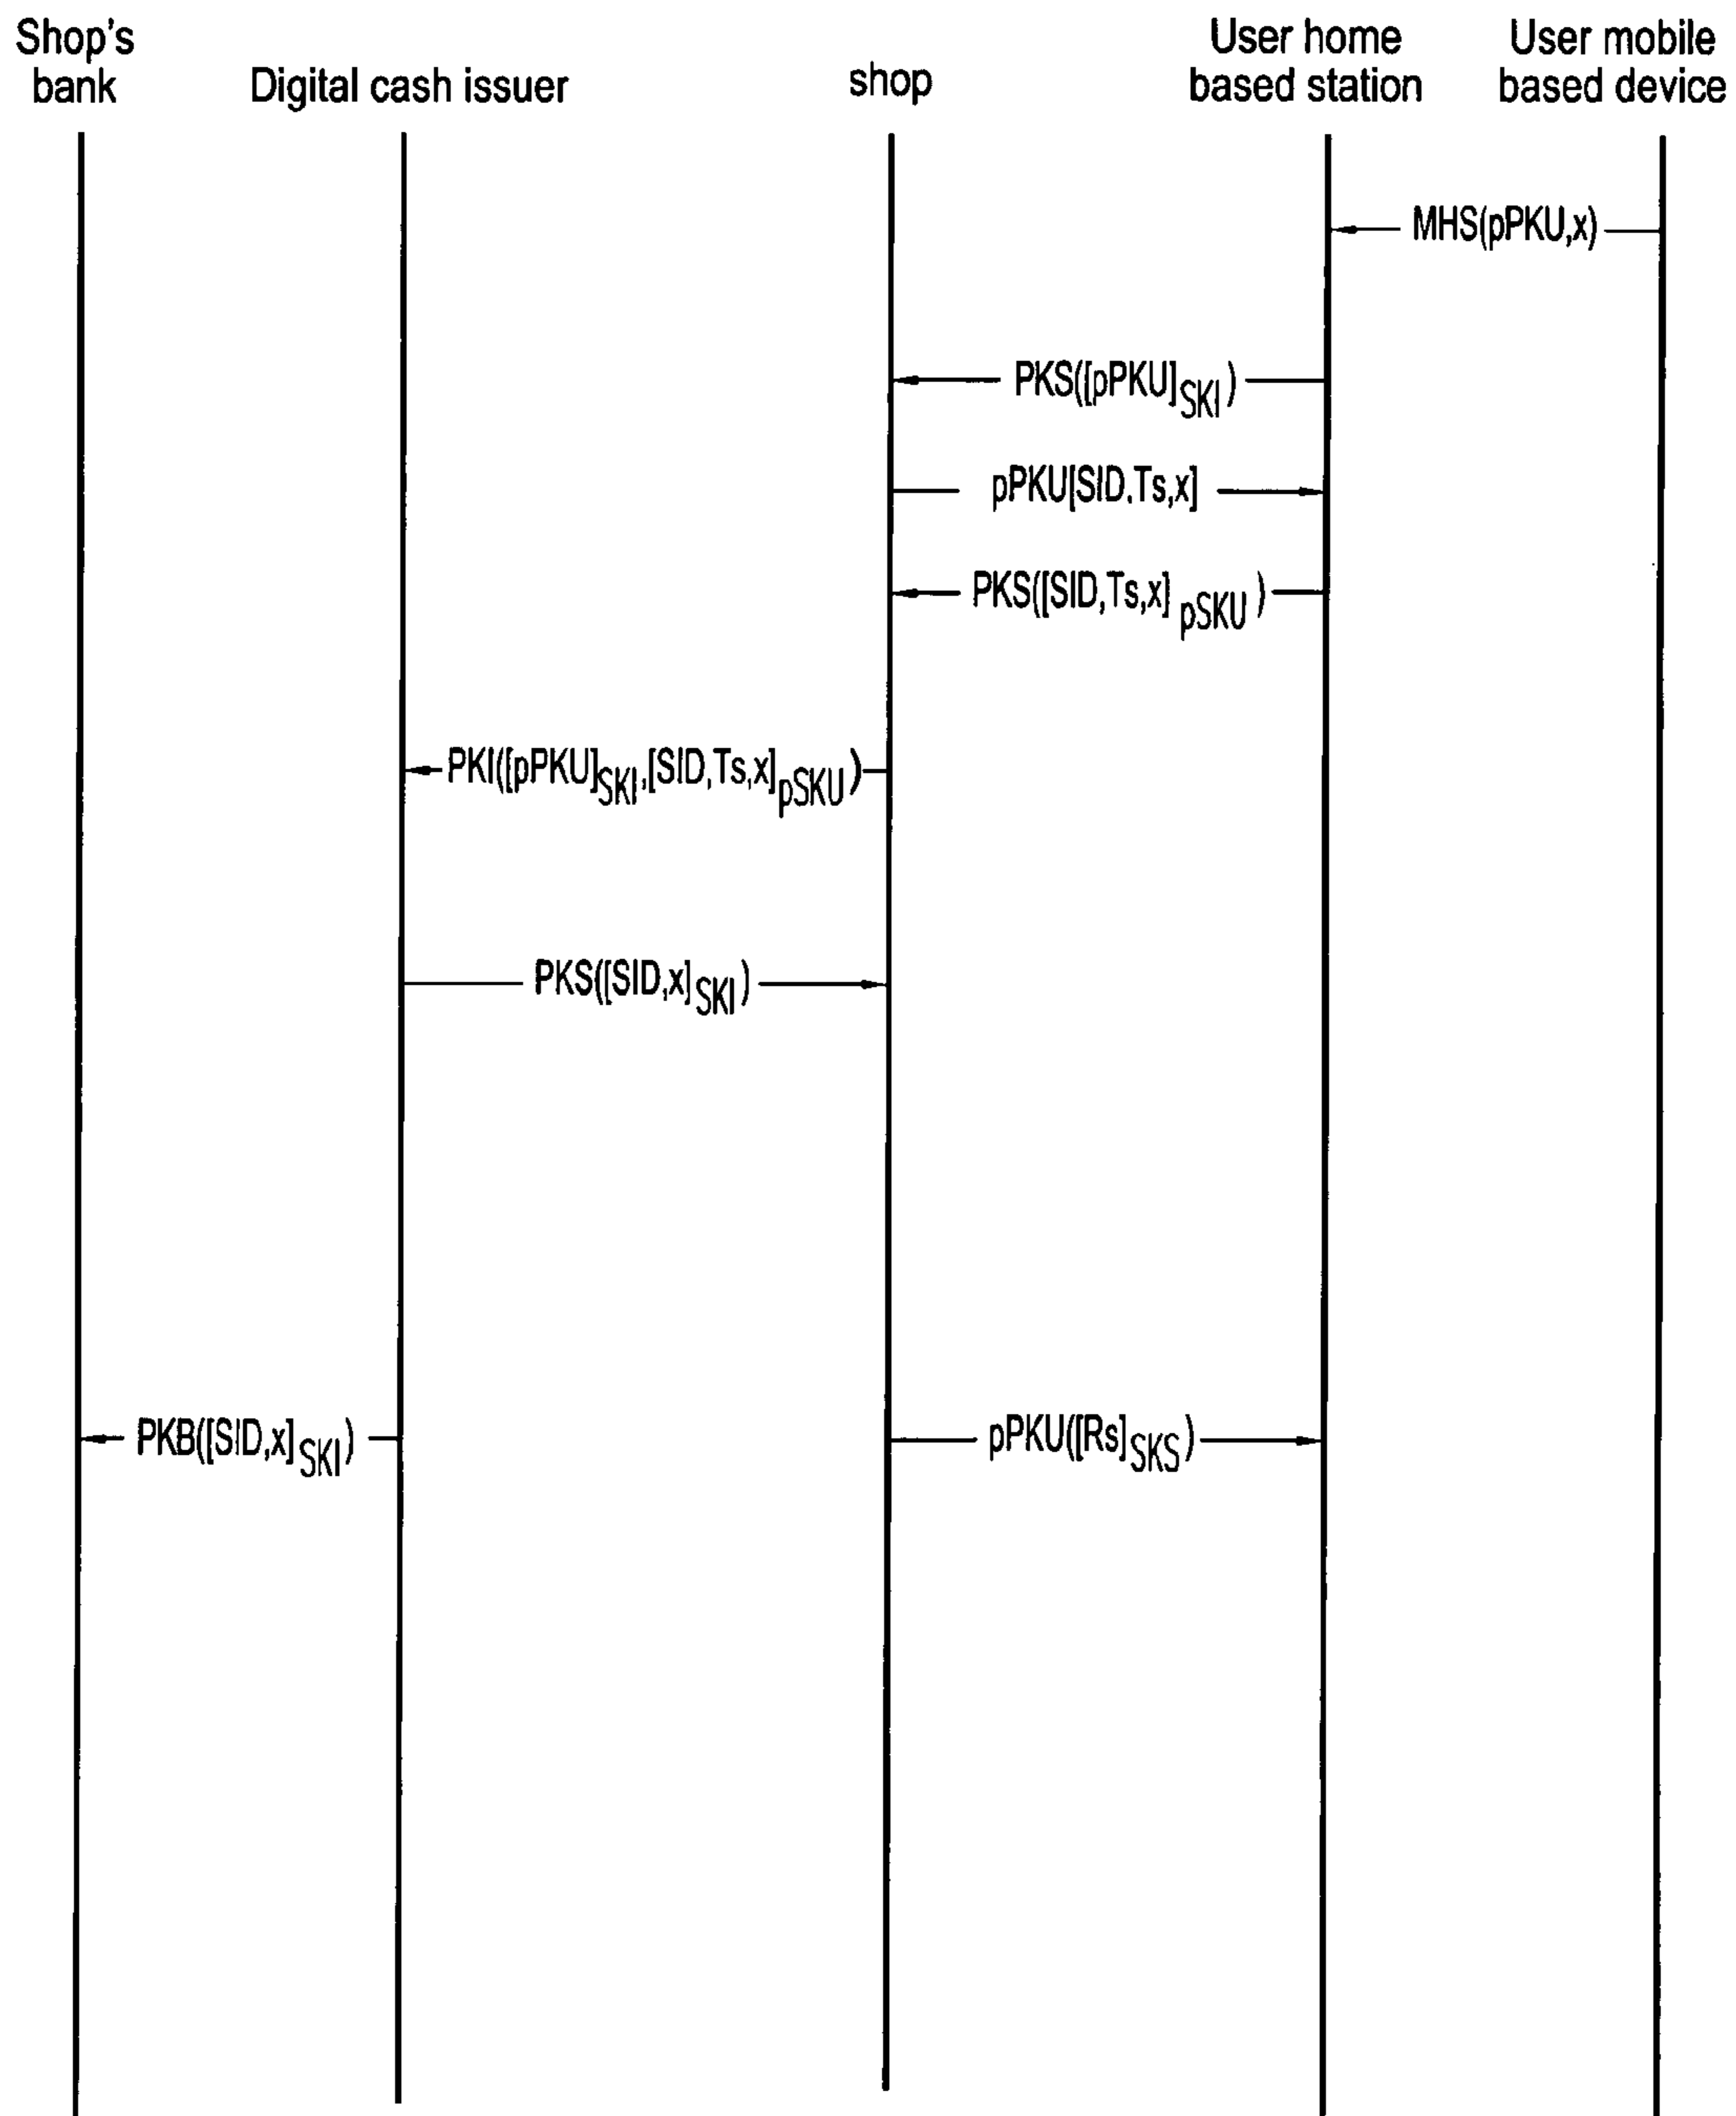 Shop's
bank
Digital cash issuer
shop
User home
based station
User mobile
based device
MHS(pPKU,x)
PKS([pPKU]SKI)
pPKU[SID,Ts,x]
PKS([SID,Ts,x]pSKU)
PKI([pPKU]SKI,[SID,Ts,x]pSKU)
PKS([SID,x]SKI)
PKB([SID,x]SKI)
pPKU([Rs]SKS)